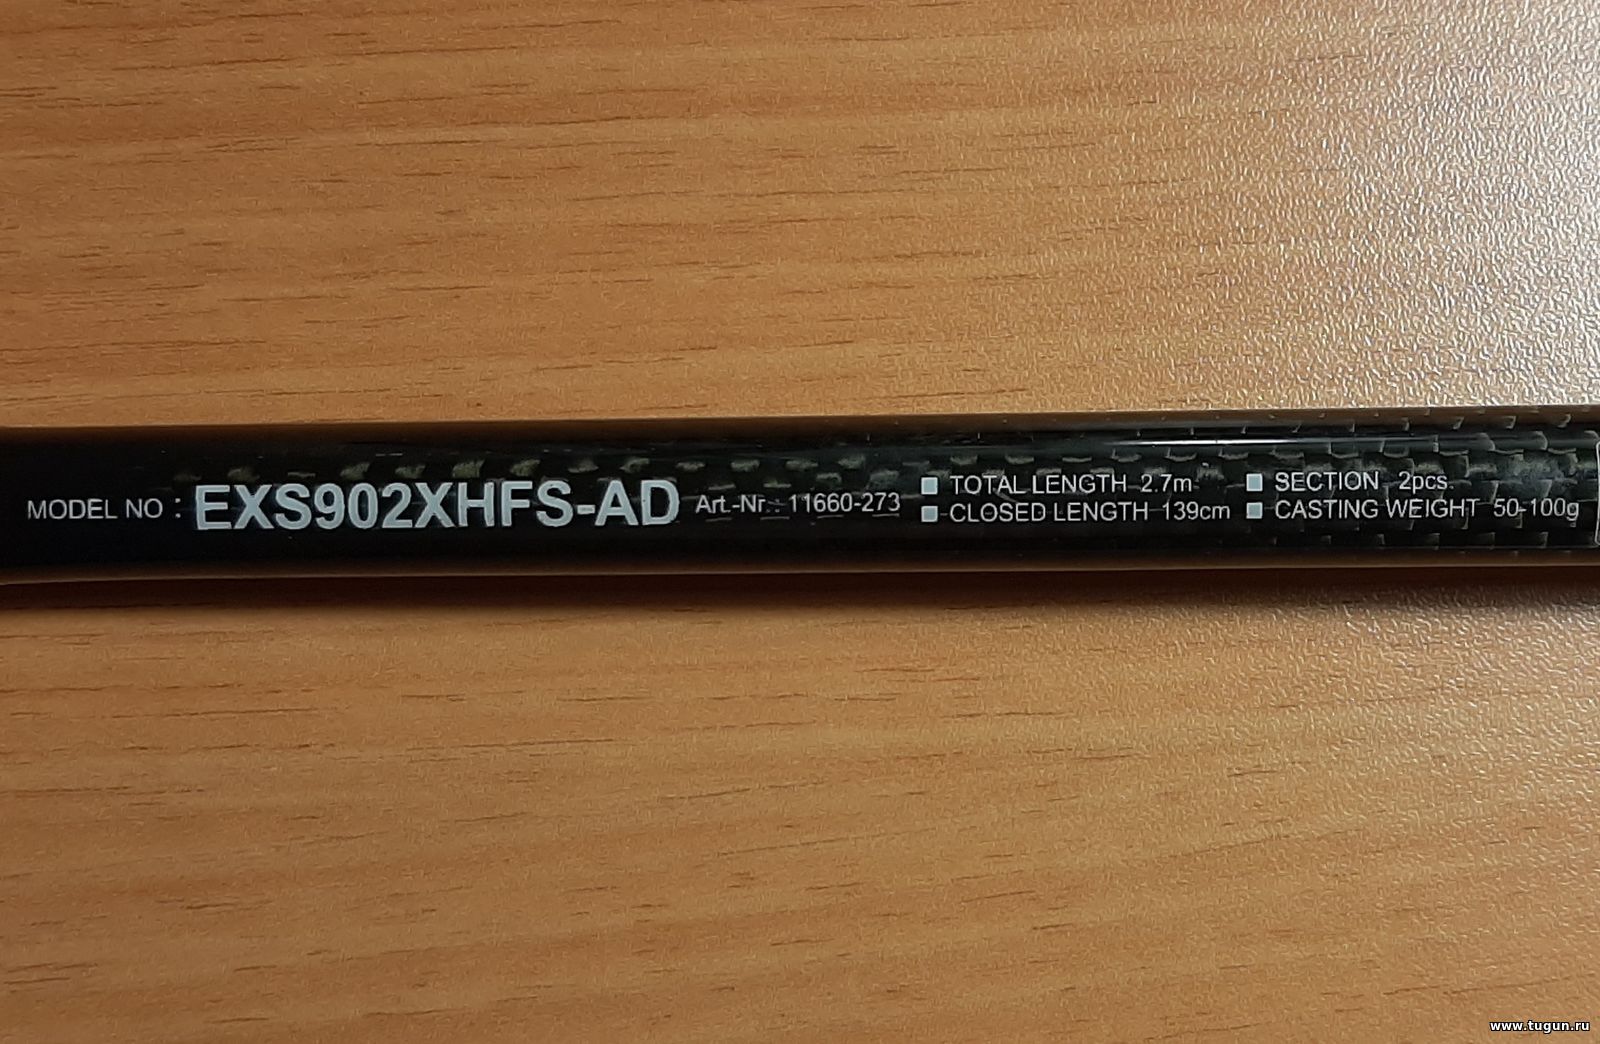 MODEL NO : EXS902XHFS-AD Art.-Nr.: 11660-273
■ TOTAL LENGTH 2.7m ■ SECTION 2pcs.
■ CLOSED LENGTH 139cm ■ CASTING WEIGHT 50-100g
www.tugun.ru